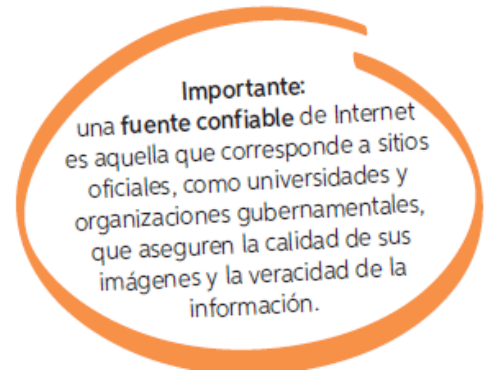 Importante:
una fuente confiable de Internet
es aquella que corresponde a sitios
oficiales, como universidades y
organizaciones gubernamentales,
que aseguren la calidad de sus
imágenes y la veracidad de la
información.